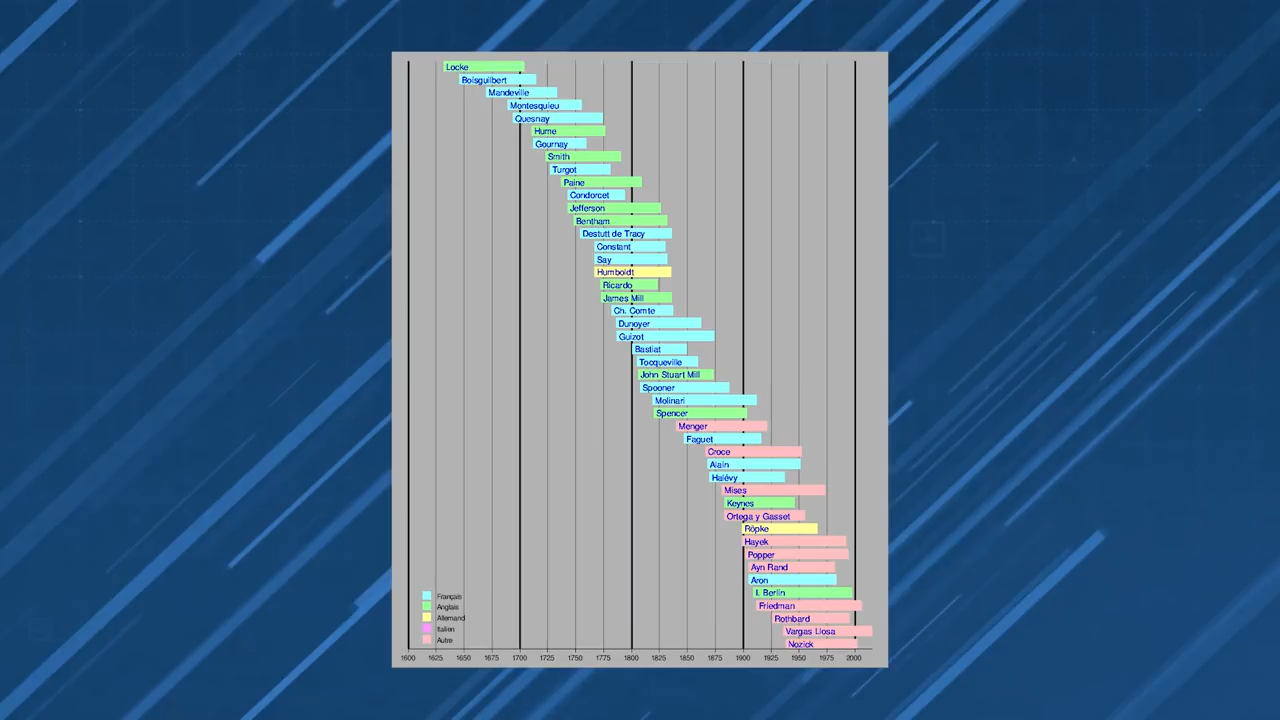 Locke
Boisguilbert
Mandeville
Montesquieu
Quesnay
Hume
Gournay
Smith
Turgot
Paine
Condorcet
Jefferson
Bentham
Destutt de Tracy
Constant
Say
Humboldt
Ricardo
James Mill
Ch. Comte
Dunoyer
Guizot
Bastiat
Tocqueville
John Stuart Mill
Spooner
Molinari
Spencer
Menger
Faguet
Croce
Alain
Halévy
Mises
Keynes
Ortega y Gasset
Röpke
Hayek
Popper
Ayn Rand
Aron
I. Berlin
Friedman
Rothbard
Vargas Llosa
Nozick
Français
Anglais
Allemand
Italien
Autre
1600 1625 1650 1675 1700 1725 1750 1775 1800 1825 1850 1875 1900 1925 1950 1975 2000